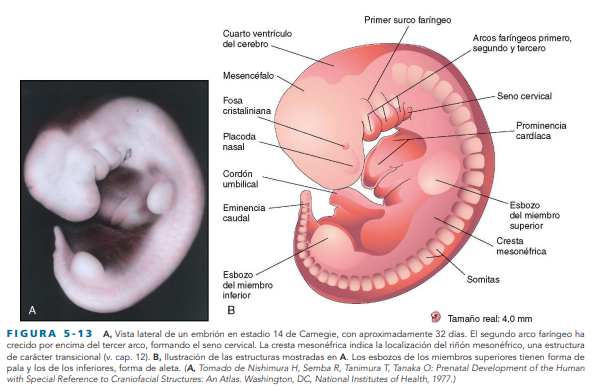 Primer surco faríngeo
Cuarto ventrículo
del cerebro
Arcos faríngeos primero,
segundo y tercero
Mesencéfalo
Seno cervical
Fosa
cristaliniana
Prominencia
cardíaca
Placoda
nasal
Cordón
umbilical
Eminencia
caudal
Esbozo
del miembro
superior
Cresta
mesonéfrica
Esbozo
del miembro
inferior
Somitas
A
B
Tamaño real: 4,0 mm
FIGURA 5-13 A, Vista lateral de un embrión en estadio 14 de Carnegie, con aproximadamente 32 días. El segundo arco faríngeo ha
crecido por encima del tercer arco, formando el seno cervical. La cresta mesonéfrica indica la localización del riñón mesonéfrico, una estructura
de carácter transicional (v. cap. 12). B, Ilustración de las estructuras mostradas en A. Los esbozos de los miembros superiores tienen forma de
pala y los de los inferiores, forma de aleta. (A, Tomado de Nishimura H, Semba R, Tanimura T, Tanaka O: Prenatal Development of the Human
with Special Reference to Craniofacial Structures: An Atlas. Washington, DC, National Institutes of Health, 1977.)